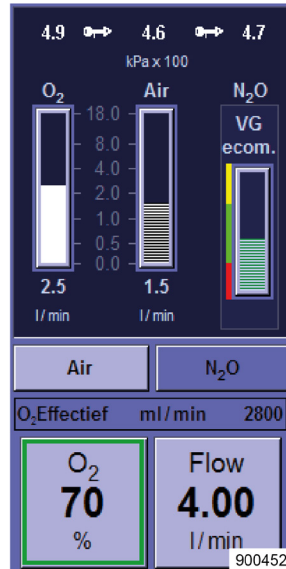 4.9 4.6 4.7
kPa x 100
O₂ Air N₂O
18.0
8.0
4.0
2.0
1.0
0.5
0.0
VG
ecom.
2.5 1.5
l / min l / min
Air N₂O
O₂Effectief ml / min 2800
O₂ Flow
70 4.00
% l / min
900452